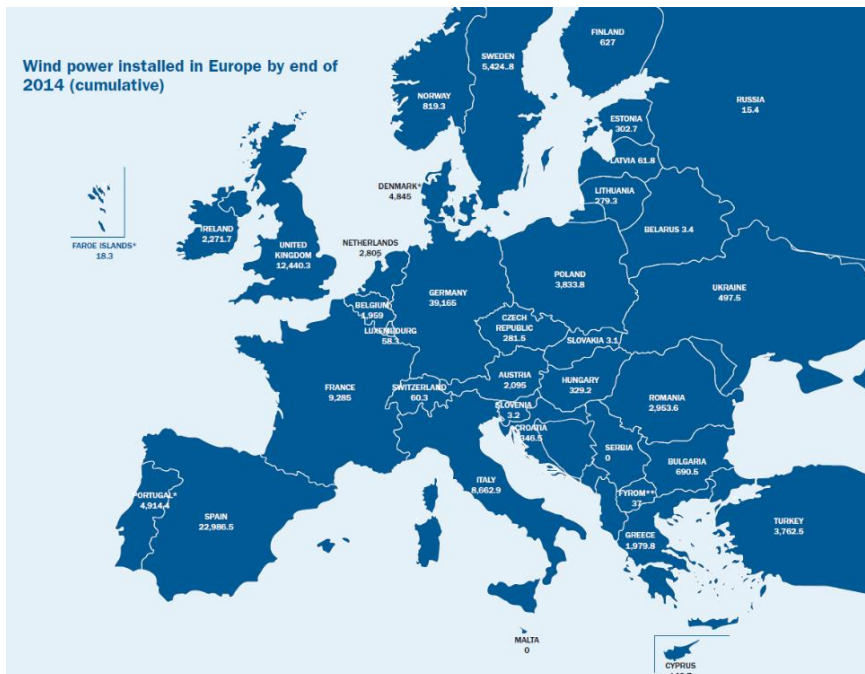 Wind power installed in Europe by end of
2014 (cumulative)
FINLAND
627
SWEDEN
5,424..8
NORWAY
819.3
RUSSIA
15.4
ESTONIA
302.7
LATVIA 61.8
DENMARK*
4,845
LITHUANIA
279.3
BELARUS 3.4
FAROE ISLANDS*
18.3
IRELAND
2,271.7
UNITED
KINGDOM
12,440.3
NETHERLANDS
2,805
POLAND
3,833.8
UKRAINE
497.5
GERMANY
39,165
BELGIUM
1,959
LUXEMBOURG
58.3
CZECH
REPUBLIC
281.5
SLOVAKIA 3.1
AUSTRIA
2,095
HUNGARY
329.2
FRANCE
9,285
SWITZERLAND
60.3
ROMANIA
2,953.6
SLOVENIA
3.2
CROATIA
346.5
SERBIA
0
BULGARIA
690.5
ITALY
8,662.9
FYROM**
37
PORTUGAL*
4,914.4
SPAIN
22,986.5
GREECE
1,979.8
TURKEY
3,762.5
MALTA
0
CYPRUS